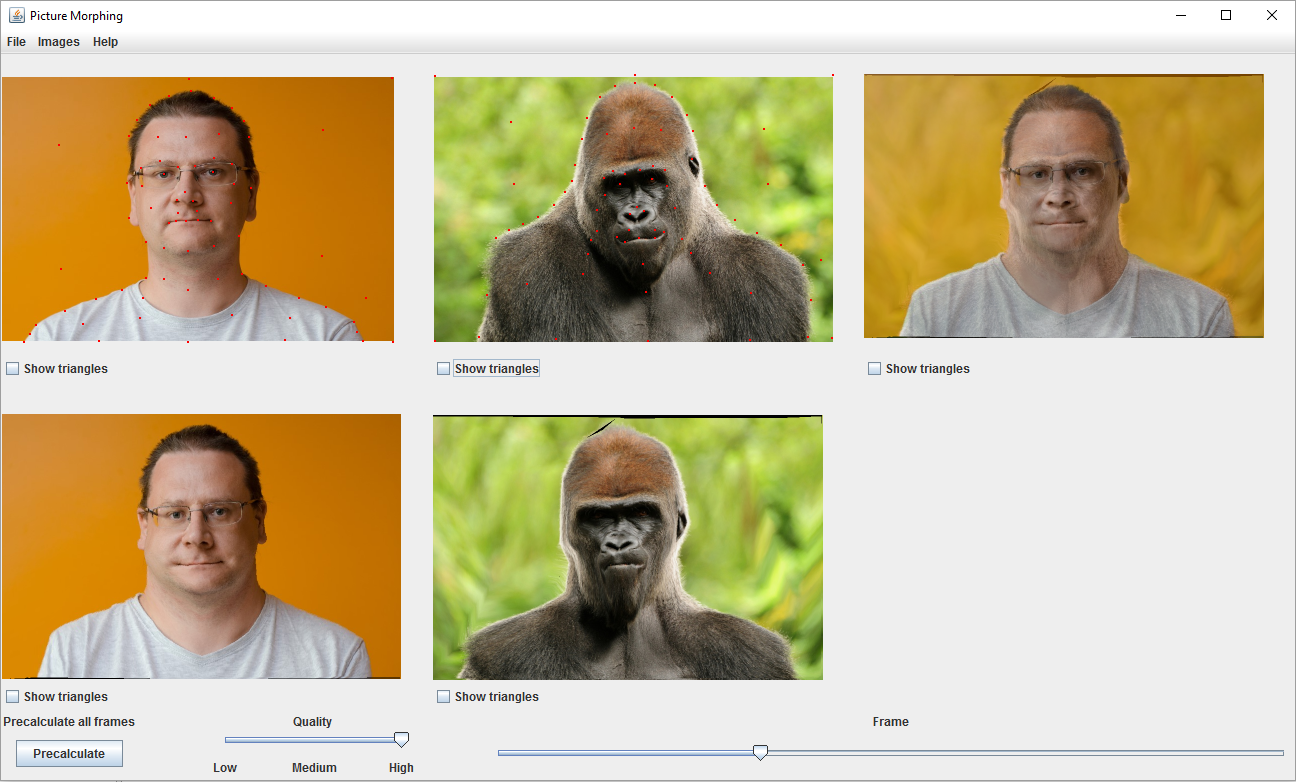 Picture Morphing
File Images Help
Show triangles
Show triangles
Show triangles
Show triangles
Show triangles
Precalculate all frames
Quality
Frame
Precalculate
Low Medium High